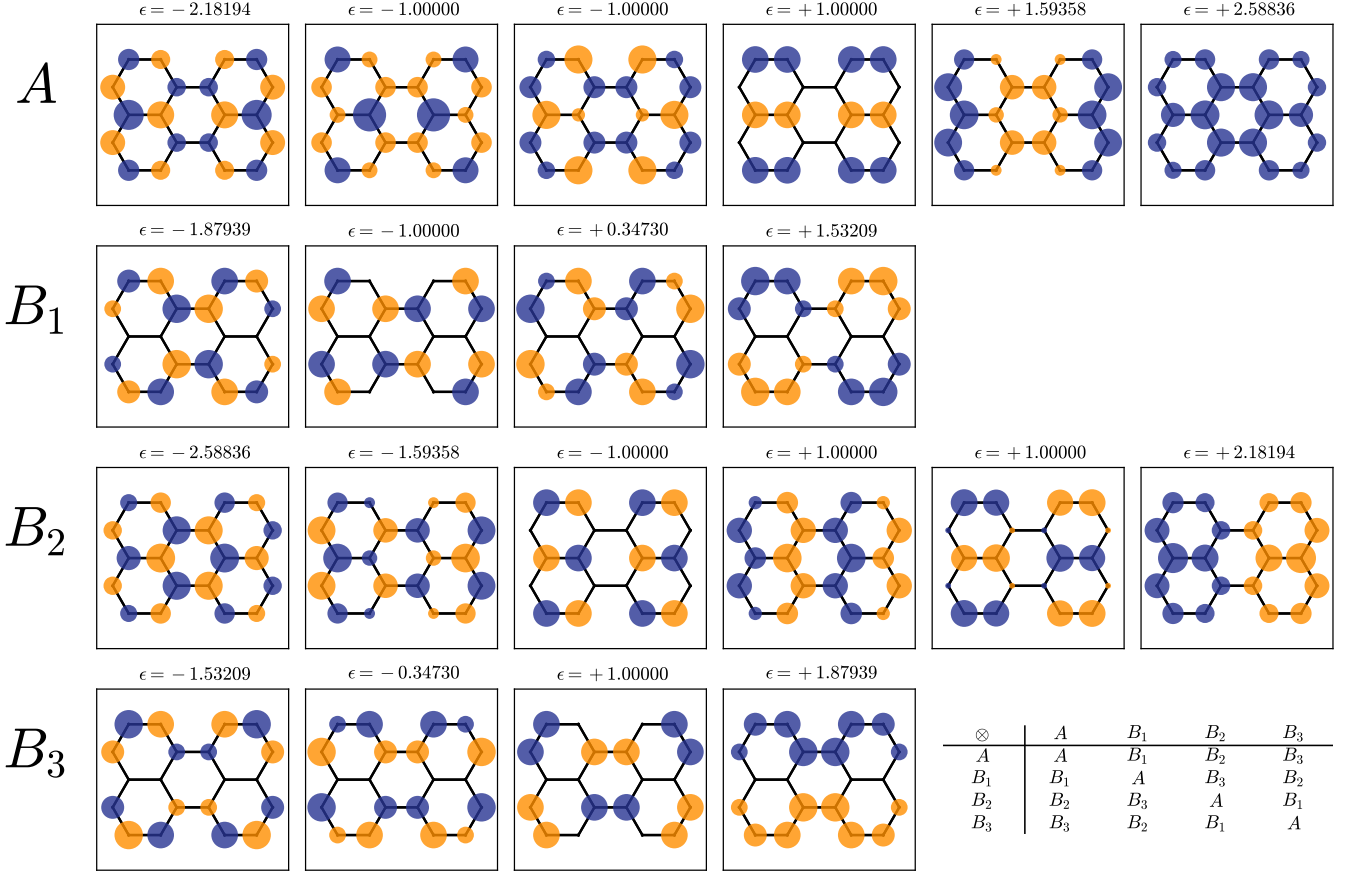 A
ϵ = − 2.18194
ϵ = − 1.00000
ϵ = − 1.00000
ϵ = + 1.00000
ϵ = + 1.59358
ϵ = + 2.58836
B₁
ϵ = − 1.87939
ϵ = − 1.00000
ϵ = + 0.34730
ϵ = + 1.53209
B₂
ϵ = − 2.58836
ϵ = − 1.59358
ϵ = − 1.00000
ϵ = + 1.00000
ϵ = + 1.00000
ϵ = + 2.18194
B₃
ϵ = − 1.53209
ϵ = − 0.34730
ϵ = + 1.00000
ϵ = + 1.87939
⊗ A B₁ B₂ B₃
A A B₁ B₂ B₃
B₁ B₁ A B₃ B₂
B₂ B₂ B₃ A B₁
B₃ B₃ B₂ B₁ A